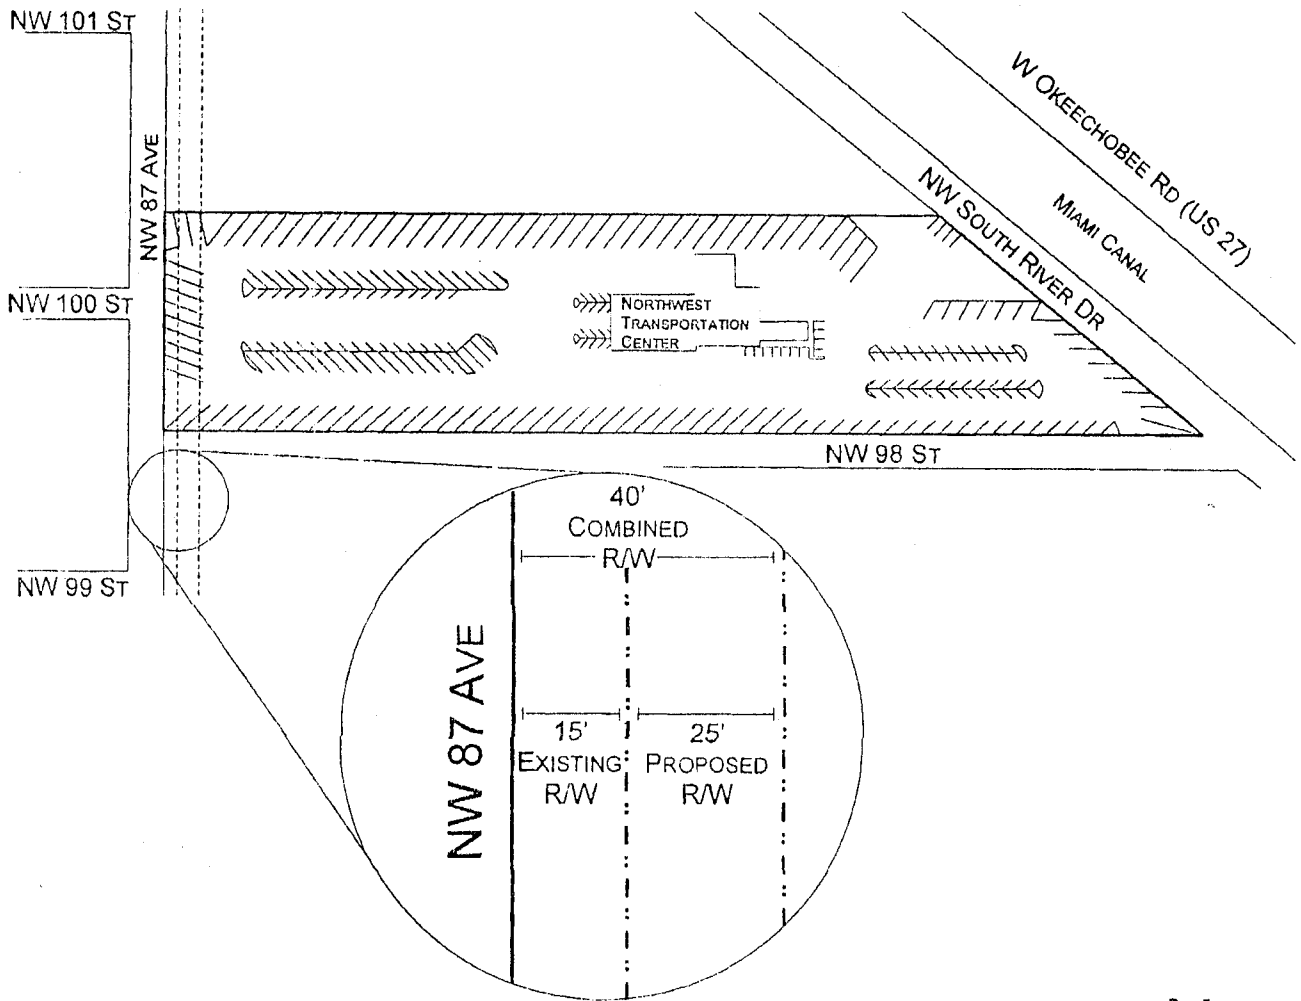 NW 101 ST
W OKEECHOBEE RD (US 27)
NW 87 AVE
NW SOUTH RIVER DR
MIAMI CANAL
NW 100 ST
NORTHWEST
TRANSPORTATION
CENTER
NW 98 ST
NW 99 ST
40'
COMBINED
R/W
NW 87 AVE
15'
EXISTING
R/W
25'
PROPOSED
R/W